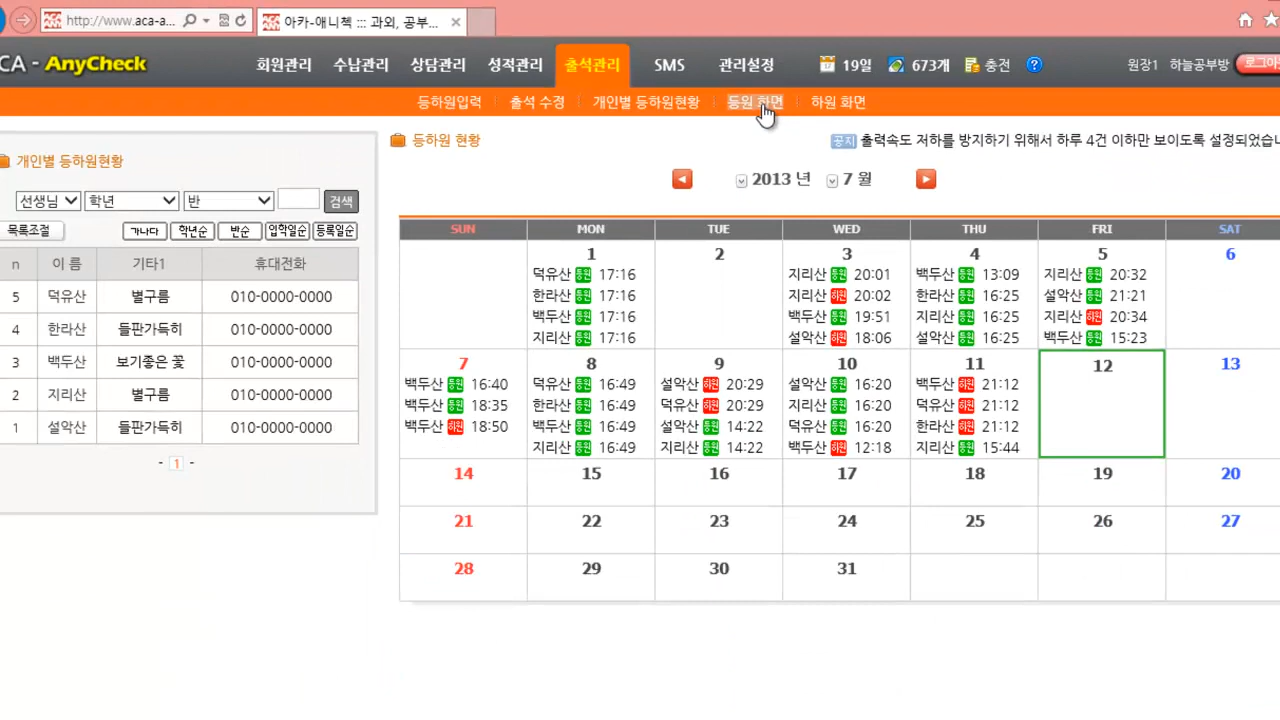 http://www.aca-a...
아카-애니첵 ::: 과외, 공부...
CA - AnyCheck
회원관리 수납관리 상담관리 성적관리 출석관리 SMS 관리설정 19일 673개 충전 ? 원장1 하늘공부방 로그아
등하원입력 출석 수정 개인별 등하원현황 등원 화면 하원 화면
개인별 등하원현황
선생님 학년 반 검색
목록조절 가나다 학년순 반순 입학일순 등록일순
n 이 름 기타1 휴대전화
5 덕유산 별구름 010-0000-0000
4 한라산 들판가득히 010-0000-0000
3 백두산 보기좋은 꽃 010-0000-0000
2 지리산 별구름 010-0000-0000
1 설악산 들판가득히 010-0000-0000
- 1 -
등하원 현황
공지 출력속도 저하를 방지하기 위해서 하루 4건 이하만 보이도록 설정되었습니
2013 년 7 월
SUN MON TUE WED THU FRI SAT
1 2 3 4 5 6
덕유산 등원 17:16 지리산 등원 20:01 백두산 등원 13:09 지리산 등원 20:32
한라산 등원 17:16 지리산 하원 20:02 한라산 등원 16:25 설악산 등원 21:21
백두산 등원 17:16 백두산 등원 19:51 지리산 등원 16:25 지리산 하원 20:34
지리산 등원 17:16 설악산 하원 18:06 설악산 등원 16:25 백두산 등원 15:23
7 8 9 10 11 12 13
백두산 등원 16:40 덕유산 등원 16:49 설악산 하원 20:29 설악산 등원 16:20 백두산 하원 21:12
백두산 등원 18:35 한라산 등원 16:49 덕유산 하원 20:29 지리산 등원 16:20 덕유산 하원 21:12
백두산 하원 18:50 백두산 등원 16:49 설악산 등원 14:22 덕유산 등원 16:20 한라산 하원 21:12
지리산 등원 16:49 지리산 등원 14:22 백두산 하원 12:18 지리산 등원 15:44
14 15 16 17 18 19 20
21 22 23 24 25 26 27
28 29 30 31